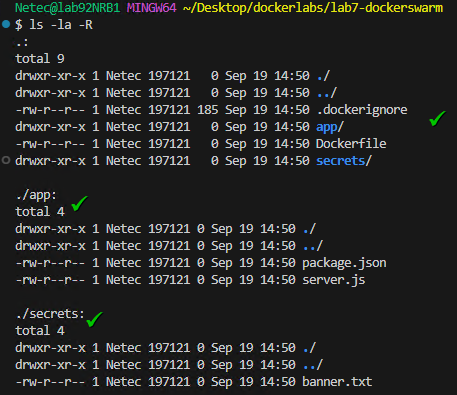 Netec@lab92NRB1 MINGW64 ~/Desktop/dockerlabs/lab7-dockerswarm
$ ls -la -R
.:
total 9
drwxr-xr-x 1 Netec 197121   0 Sep 19 14:50 ./
drwxr-xr-x 1 Netec 197121   0 Sep 19 14:50 ../
-rw-r--r-- 1 Netec 197121 185 Sep 19 14:50 .dockerignore
drwxr-xr-x 1 Netec 197121   0 Sep 19 14:50 app/
-rw-r--r-- 1 Netec 197121   0 Sep 19 14:50 Dockerfile
drwxr-xr-x 1 Netec 197121   0 Sep 19 14:50 secrets/
./app:
total 4
drwxr-xr-x 1 Netec 197121 0 Sep 19 14:50 ./
drwxr-xr-x 1 Netec 197121 0 Sep 19 14:50 ../
-rw-r--r-- 1 Netec 197121 0 Sep 19 14:50 package.json
-rw-r--r-- 1 Netec 197121 0 Sep 19 14:50 server.js
./secrets:
total 4
drwxr-xr-x 1 Netec 197121 0 Sep 19 14:50 ./
drwxr-xr-x 1 Netec 197121 0 Sep 19 14:50 ../
-rw-r--r-- 1 Netec 197121 0 Sep 19 14:50 banner.txt